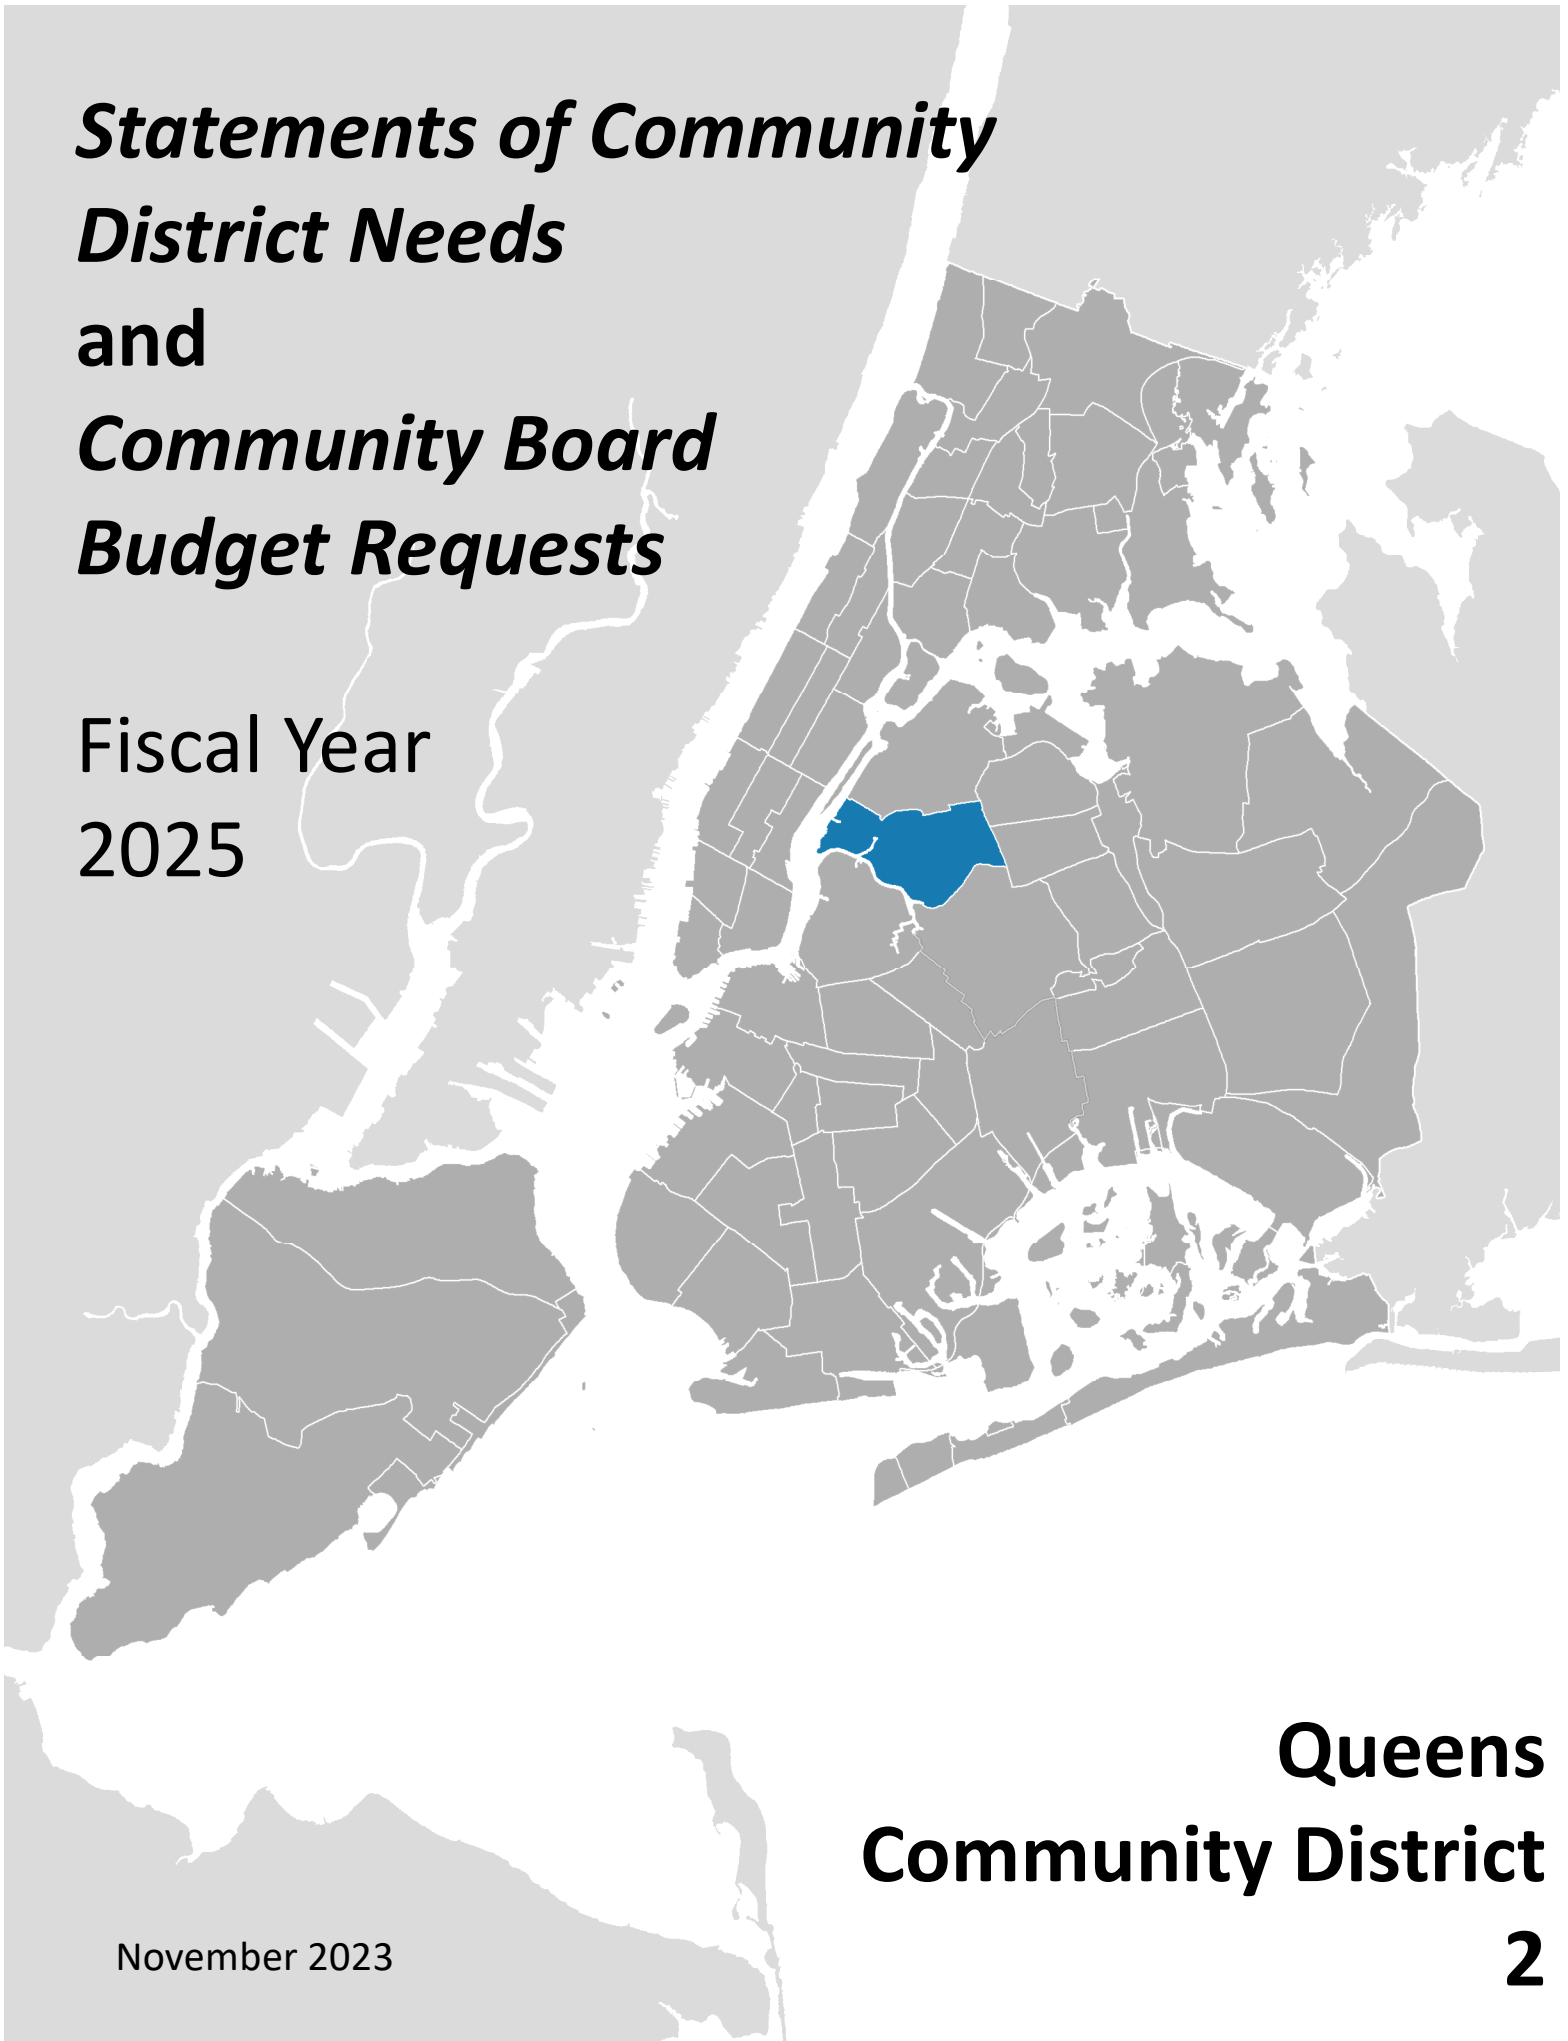 Statements of Community
District Needs
and
Community Board
Budget Requests
Fiscal Year
2025
Queens
Community District
2
November 2023